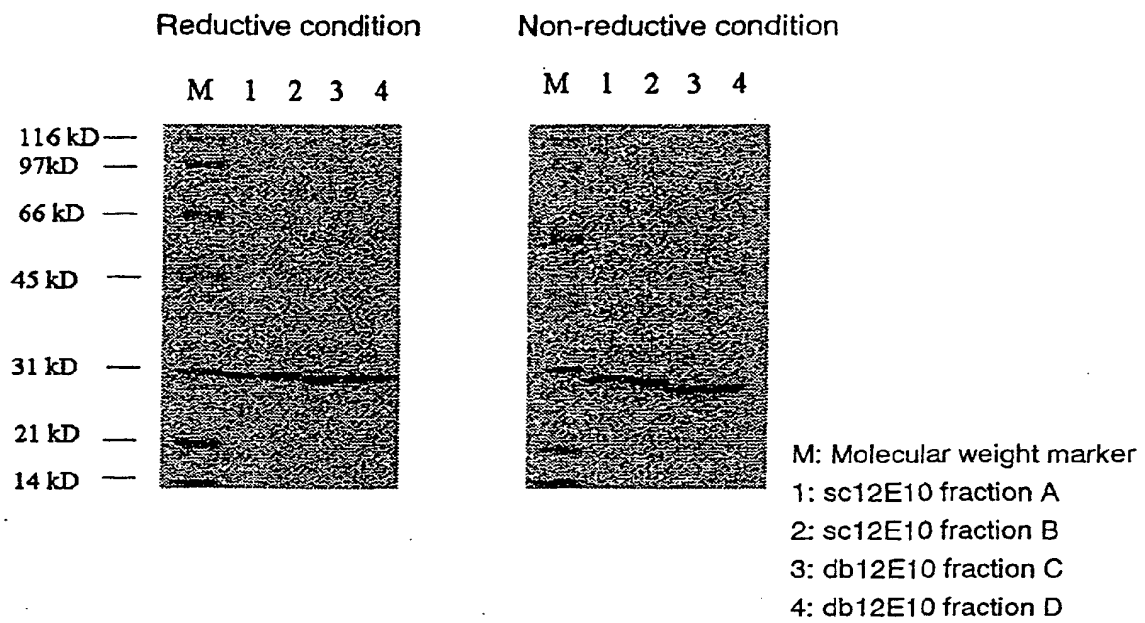 Reductive condition
Non-reductive condition
M 1 2 3 4
M 1 2 3 4
116 kD
97kD
66 kD
45 kD
31 kD
21 kD
14 kD
M: Molecular weight marker
1: sc12E10 fraction A
2: sc12E10 fraction B
3: db12E10 fraction C
4: db12E10 fraction D